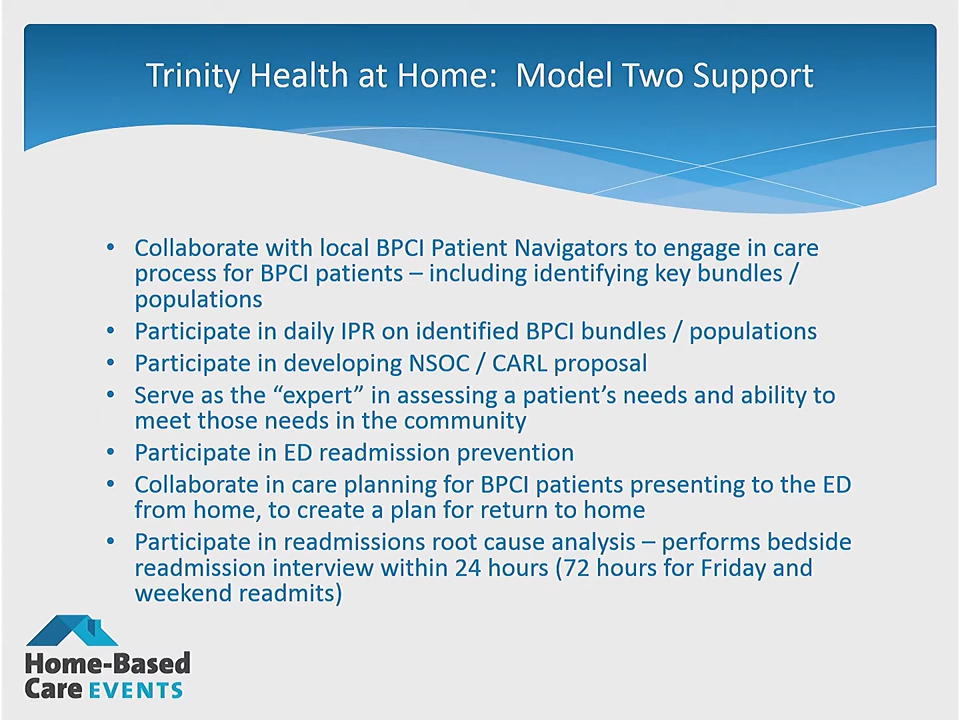 Trinity Health at Home:  Model Two Support
• Collaborate with local BPCI Patient Navigators to engage in care
process for BPCI patients – including identifying key bundles /
populations
• Participate in daily IPR on identified BPCI bundles / populations
• Participate in developing NSOC / CARL proposal
• Serve as the “expert” in assessing a patient’s needs and ability to
meet those needs in the community
• Participate in ED readmission prevention
• Collaborate in care planning for BPCI patients presenting to the ED
from home, to create a plan for return to home
• Participate in readmissions root cause analysis – performs bedside
readmission interview within 24 hours (72 hours for Friday and
weekend readmits)
Home-Based
Care EVENTS